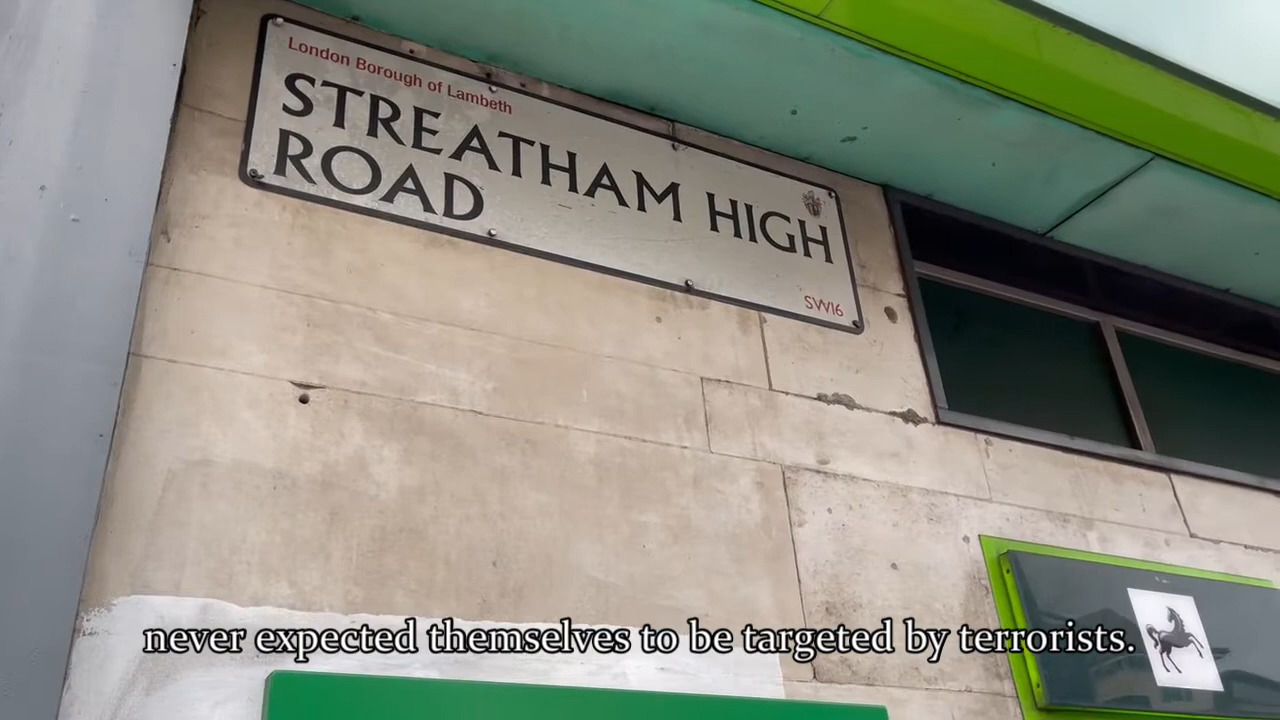 London Borough of Lambeth
STREATHAM HIGH
ROAD
SW16
never expected themselves to be targeted by terrorists.